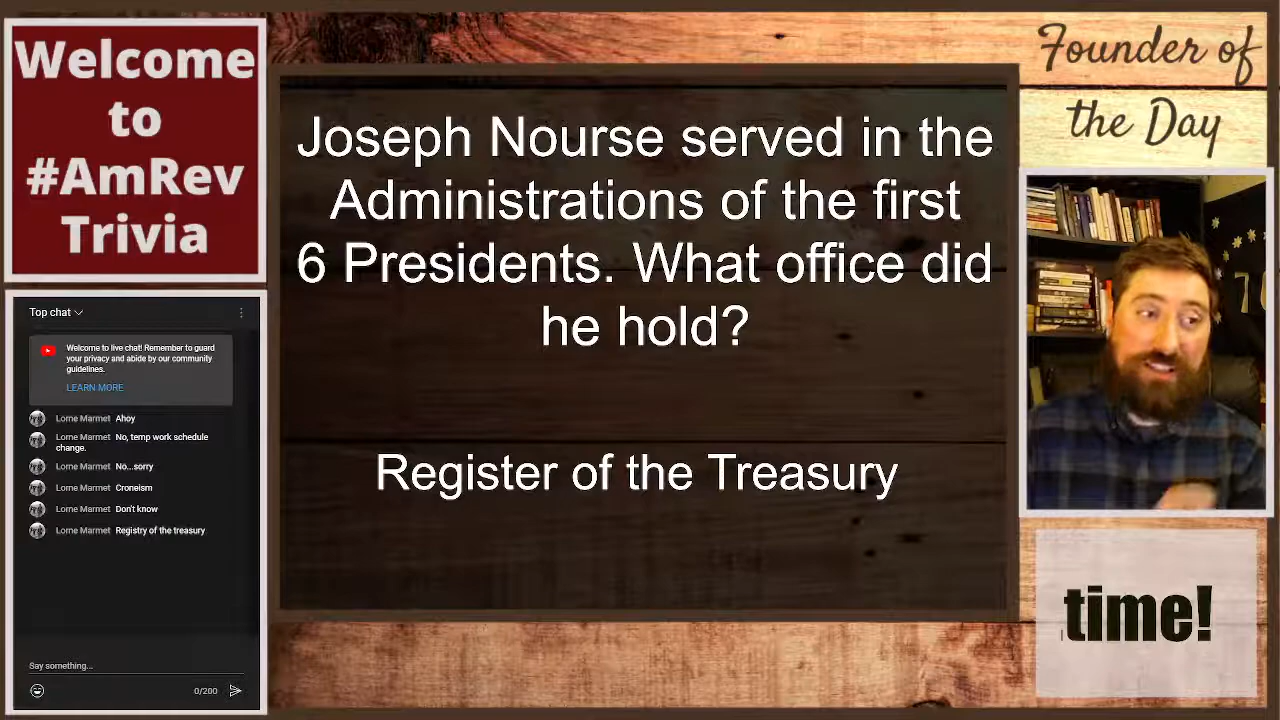 Welcome
to
#AmRev
Trivia
Top chat
Welcome to live chat! Remember to guard
your privacy and abide by our community
guidelines.
LEARN MORE
Lorne Marmet Ahoy
Lorne Marmet No, temp work schedule
change.
Lorne Marmet No...sorry
Lorne Marmet Croneism
Lorne Marmet Don't know
Lorne Marmet Registry of the treasury
Say something...
0/200
Joseph Nourse served in the
Administrations of the first
6 Presidents. What office did
he hold?
Register of the Treasury
Founder of
the Day
time!